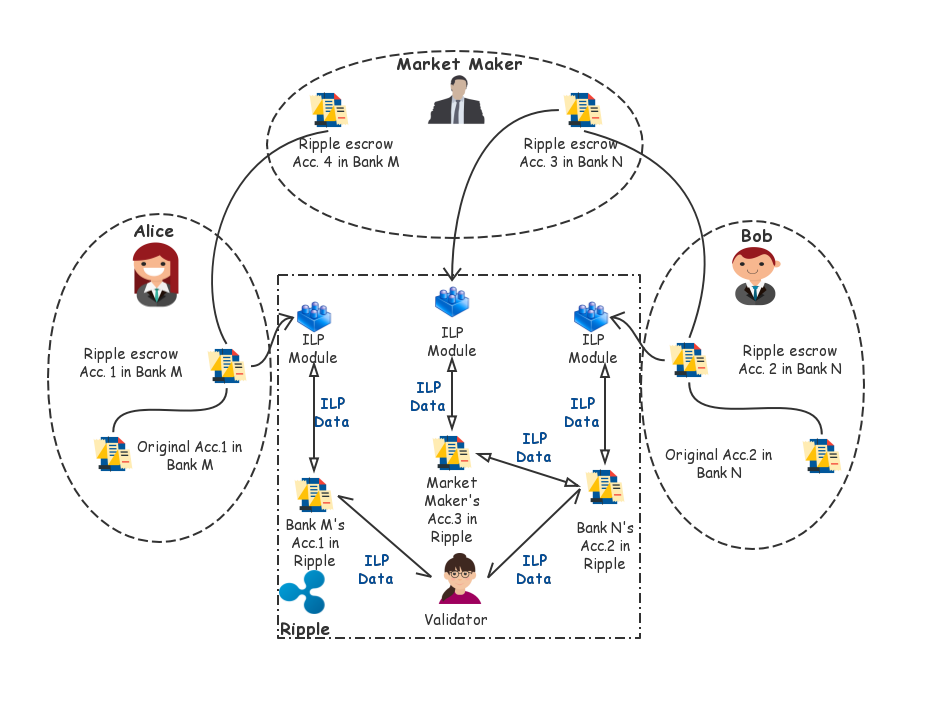 Market Maker
Ripple escrow
Acc. 4 in Bank M
Ripple escrow
Acc. 3 in Bank N
Alice
Ripple escrow
Acc. 1 in Bank M
Original Acc.1 in
Bank M
Bob
Ripple escrow
Acc. 2 in Bank N
Original Acc.2 in
Bank N
ILP
Module
ILP
Module
ILP
Module
ILP
Data
ILP
Data
ILP
Data
ILP
Data
Bank M's
Acc.1 in
Ripple
Market
Maker's
Acc.3 in
Ripple
Bank N's
Acc.2 in
Ripple
ILP
Data
ILP
Data
Validator
Ripple